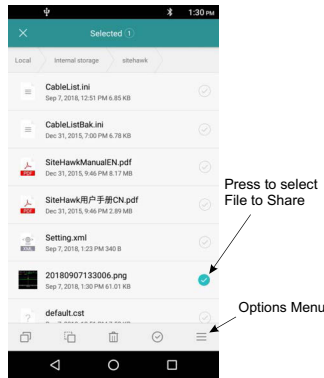 1:30 PM
Selected 1
Local Internal storage sitehawk
CableList.ini
Sep 7, 2018, 12:51 PM 6.85 KB
CableListBak.ini
Dec 31, 2015, 7:00 PM 6.78 KB
PDF
SiteHawkManualEN.pdf
Dec 31, 2015, 9:46 PM 8.17 MB
PDF
SiteHawk用户手册CN.pdf
Dec 31, 2015, 9:46 PM 2.89 MB
XML
Setting.xml
Sep 7, 2018, 1:23 PM 340 B
20180907133006.png
Sep 7, 2018, 1:30 PM 61.01 KB
?
default.cst
Press to select
File to Share
Options Menu